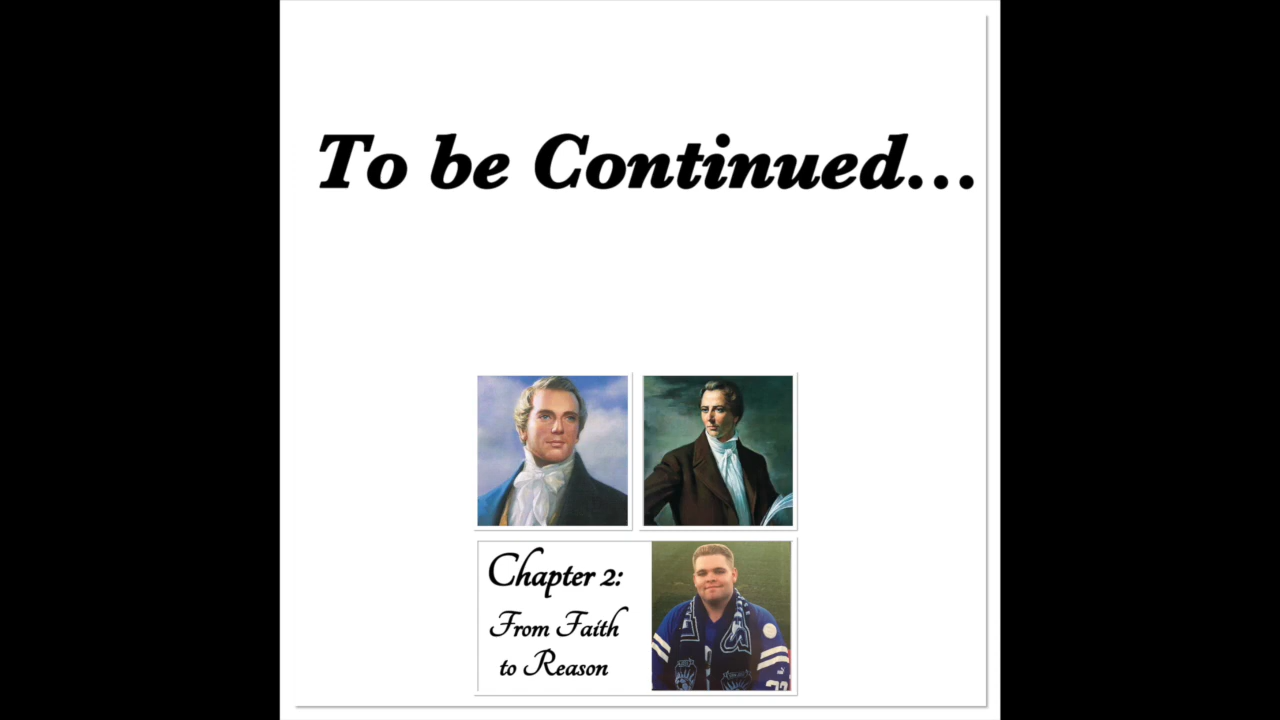 To be Continued...
Chapter 2:
From Faith
to Reason